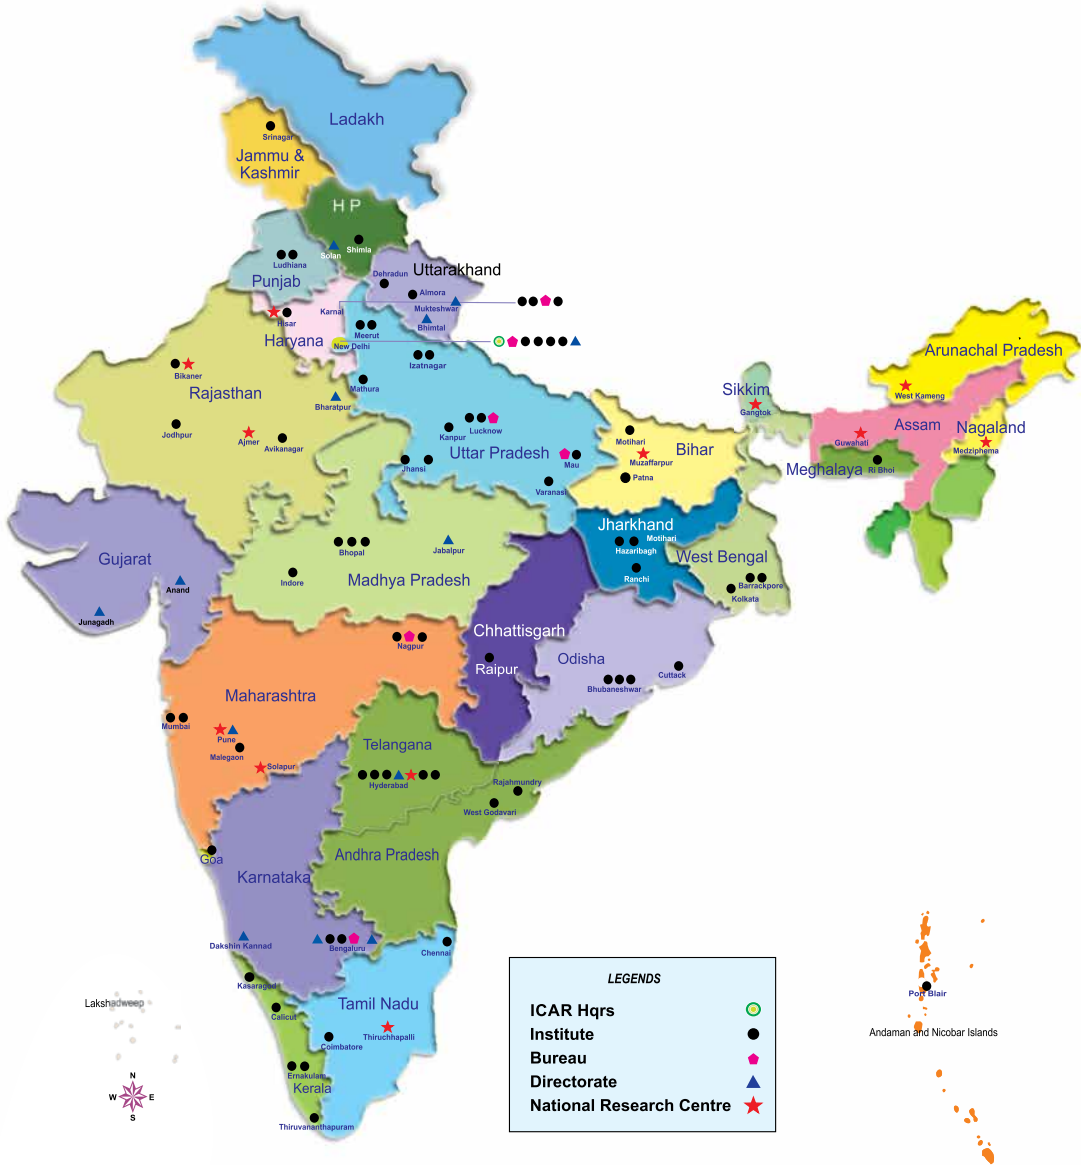 Ladakh
Srinagar
Jammu &
Kashmir
H P
Shimla
Solan
Ludhiana
Punjab
Dehradun
Uttarakhand
Almora
Mukteshwar
Bhimtal
Karnal
Hisar
Haryana
New Delhi
Meerut
Izatnagar
Mathura
Bikaner
Rajasthan
Bharatpur
Jodhpur
Ajmer
Avikanagar
Kanpur
Lucknow
Uttar Pradesh
Jhansi
Mau
Varanasi
Motihari
Bihar
Muzaffarpur
Patna
Sikkim
Gangtok
Arunachal Pradesh
West Kameng
Assam
Nagaland
Guwahati
Medziphema
Meghalaya
Ri Bhoi
Jharkhand
Motihari
Hazaribagh
Ranchi
West Bengal
Barrackpore
Kolkata
Gujarat
Anand
Junagadh
Bhopal
Jabalpur
Indore
Madhya Pradesh
Chhattisgarh
Raipur
Odisha
Cuttack
Bhubaneshwar
Nagpur
Maharashtra
Mumbai
Pune
Malegaon
Solapur
Telangana
Hyderabad
Rajahmundry
West Godavari
Andhra Pradesh
Goa
Karnataka
Dakshin Kannad
Bengaluru
Chennai
Kasaragod
Tamil Nadu
Calicut
Thiruchhapalli
Coimbatore
Ernakulam
Kerala
Thiruvananthapuram
Lakshadweep
N
W E
S
Port Blair
Andaman and Nicobar Islands
LEGENDS
ICAR Hqrs
Institute
Bureau
Directorate
National Research Centre